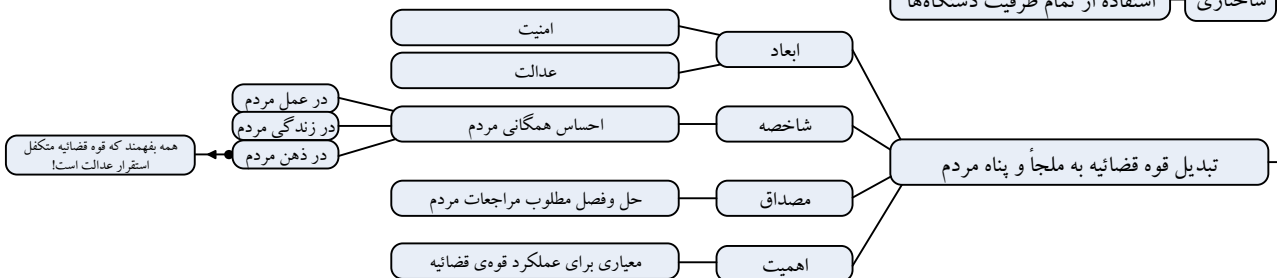 ساختاری
استفاده از تمام ظرفیت دستگاه‌ها
تبدیل قوه قضائیه به ملجأ و پناه مردم
ابعاد
امنیت
عدالت
شاخصه
احساس همگانی مردم
در عمل مردم
در زندگی مردم
در ذهن مردم
همه بفهمند که قوه قضائیه متکفل
استقرار عدالت است!
مصداق
حل وفصل مطلوب مراجعات مردم
اهمیت
معیاری برای عملکرد قوه‌ی قضائیه